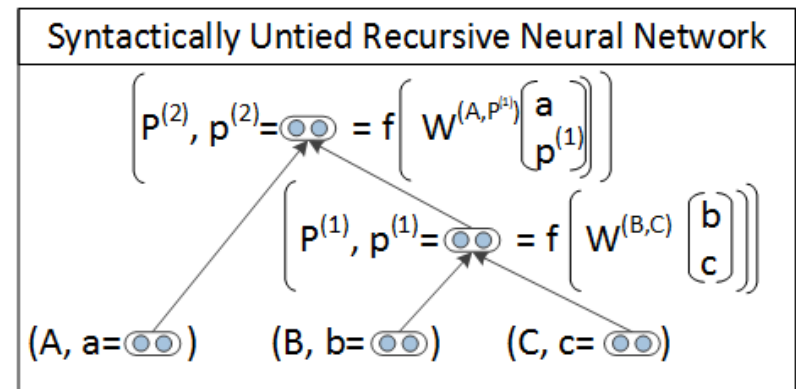 Syntactically Untied Recursive Neural Network
(P⁽²⁾, p⁽²⁾= = f(W⁽ᴬ,ᴾ⁽¹⁾⁾[a p⁽¹⁾]))
(P⁽¹⁾, p⁽¹⁾= = f(W⁽ᴮ,ꟲ⁾[b c]))
(A, a= ) (B, b= ) (C, c= )